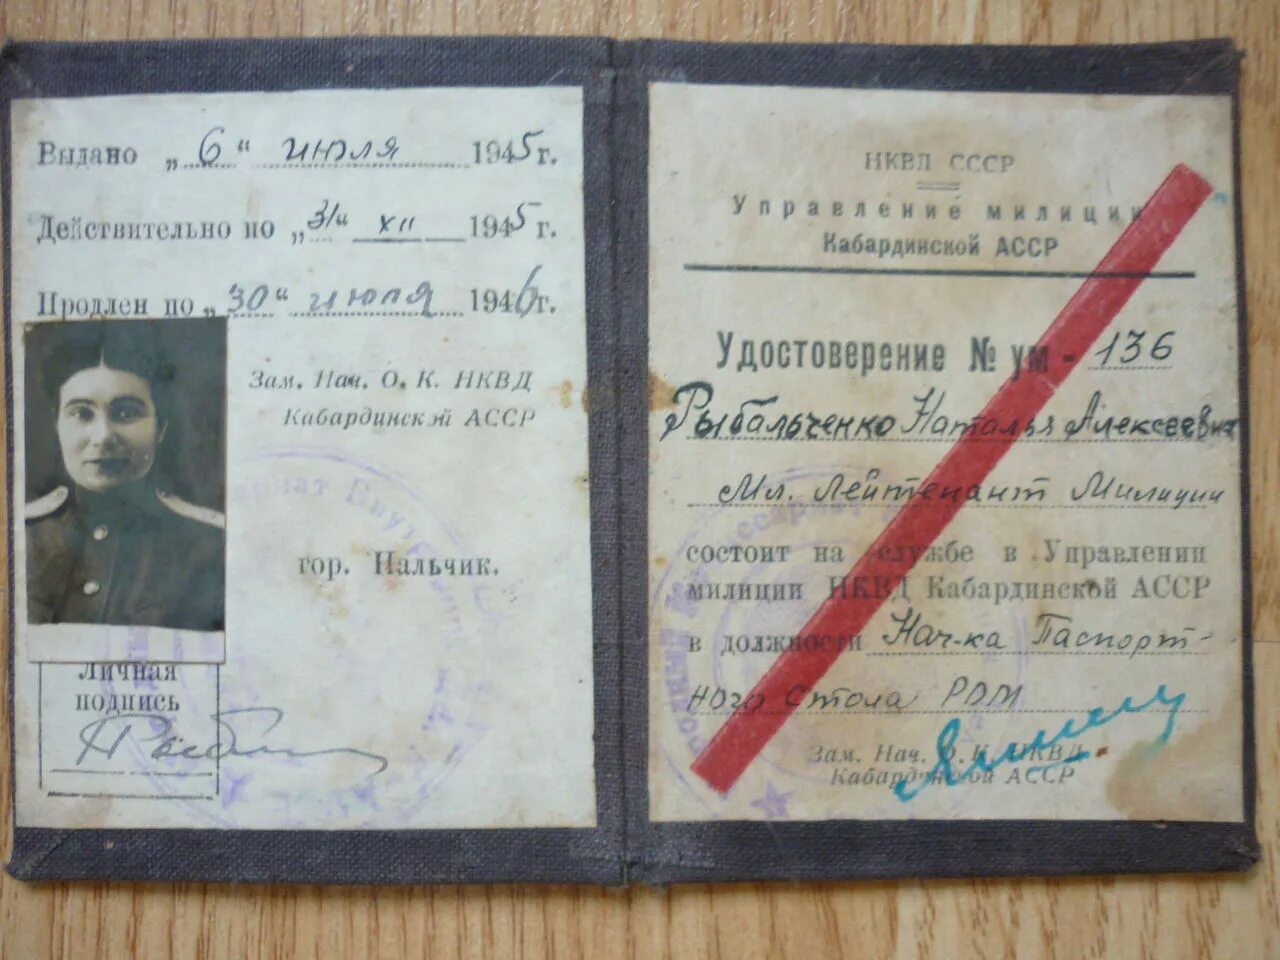 Выдано „6“ июля 1945 г.
Действительно по „31“ XII 1945 г.
Продлен по „30“ июля 1946 г.
Зам. Нач. О. К. НКВД
Кабардинской АССР
гор. Нальчик.
Личная
подпись
НКВД СССР
Управление милиции
Кабардинской АССР
Удостоверение № ум - 136
Рыбальченко Наталья Алексеевна
Мл. Лейтенант Милиции
состоит на службе в Управлении
милиции НКВД Кабардинской АССР
в должности Нач-ка Паспорт-
ного Стола РОМ
Зам. Нач. О. К. НКВД
Кабардинской АССР